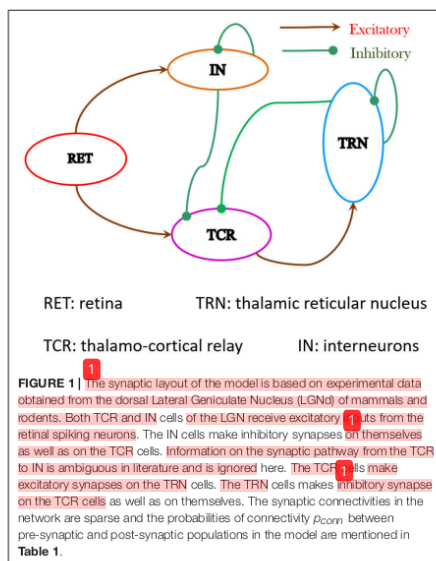 Excitatory
Inhibitory
IN
TRN
RET
TCR
RET: retina
TRN: thalamic reticular nucleus
TCR: thalamo-cortical relay
IN: interneurons
1
FIGURE 1 | The synaptic layout of the model is based on experimental data
obtained from the dorsal Lateral Geniculate Nucleus (LGNd) of mammals and
rodents. Both TCR and IN cells of the LGN receive excitatory 1 uts from the
retinal spiking neurons. The IN cells make inhibitory synapses on themselves
as well as on the TCR cells. Information on the synaptic pathway from the TCR
to IN is ambiguous in literature and is ignored here. The TCR cells make
excitatory synapses on the TRN cells. The TRN cells makes 1 inhibitory synapse
on the TCR cells as well as on themselves. The synaptic connectivities in the
network are sparse and the probabilities of connectivity pconn between
pre-synaptic and post-synaptic populations in the model are mentioned in
Table 1.